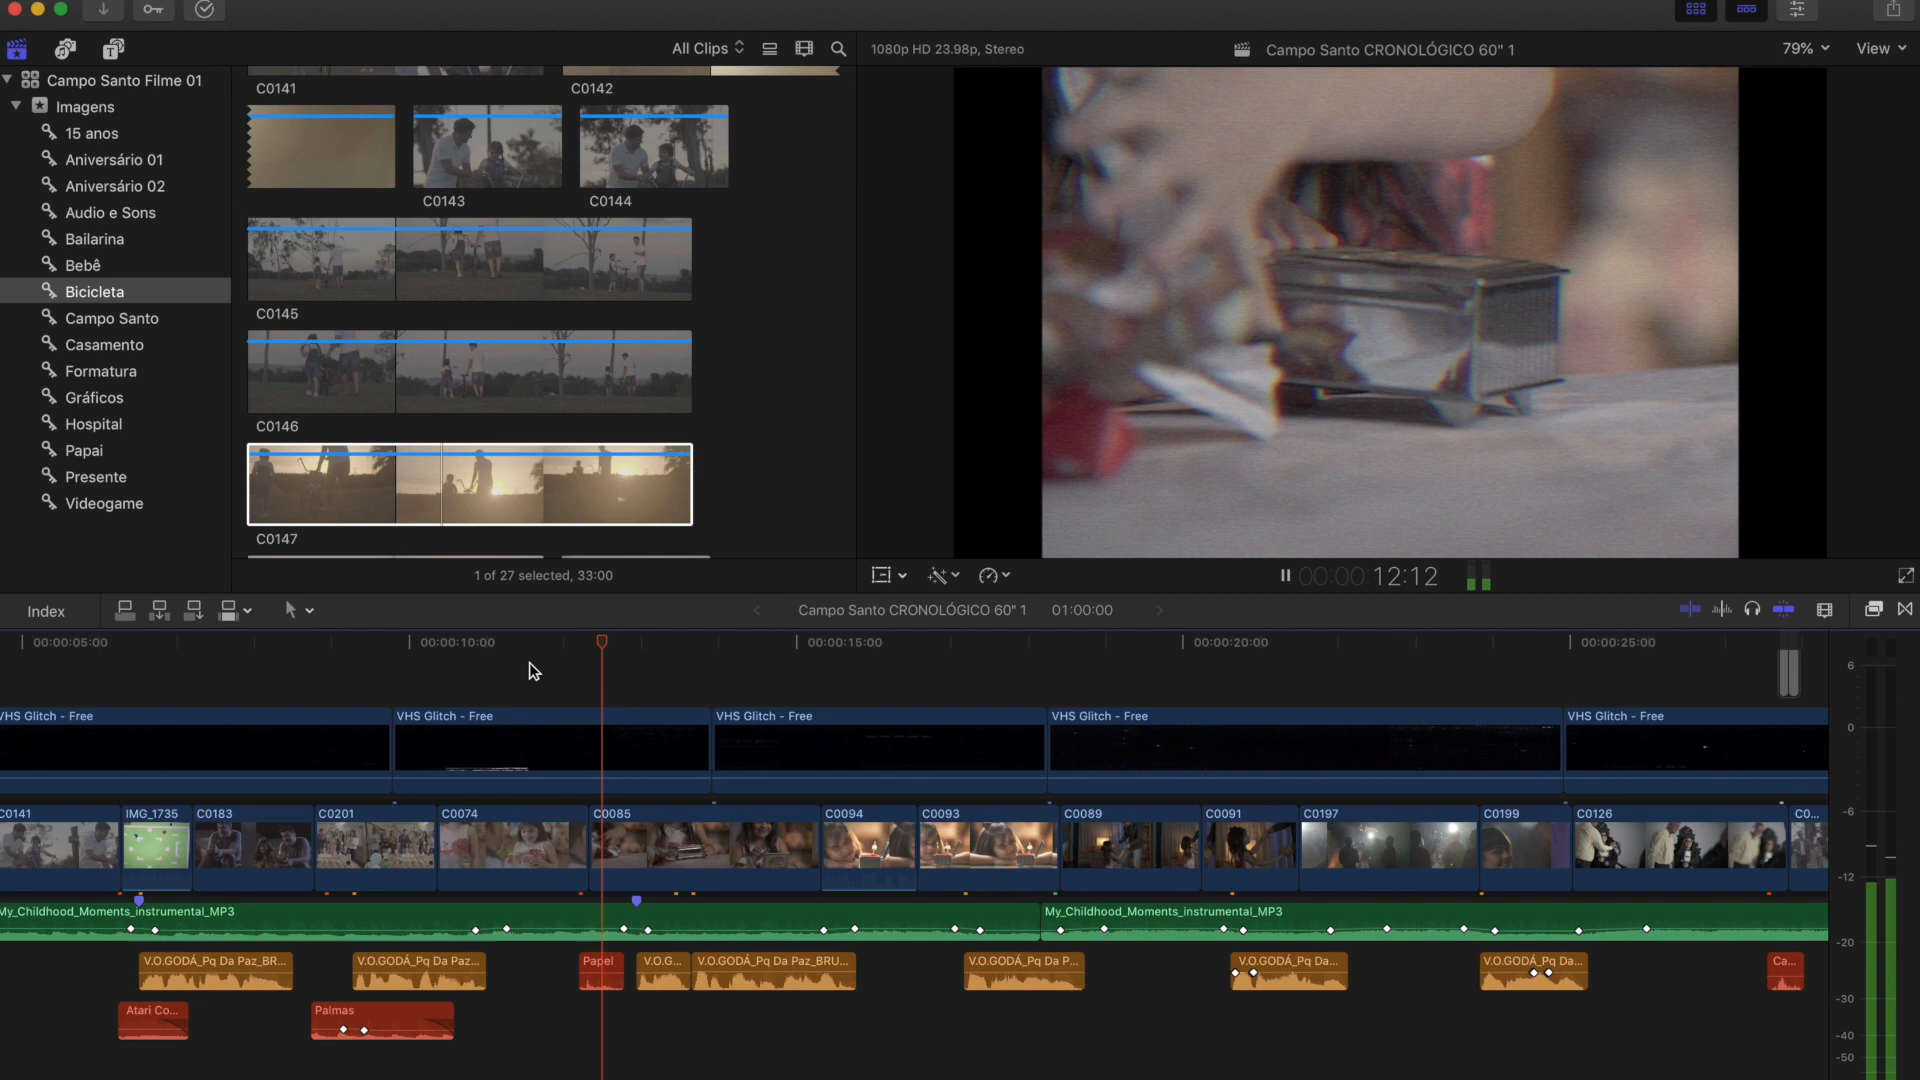 All Clips
1080p HD 23.98p, Stereo
Campo Santo CRONOLÓGICO 60" 1
79%
View
Campo Santo Filme 01
Imagens
15 anos
Aniversário 01
Aniversário 02
Audio e Sons
Bailarina
Bebê
Bicicleta
Campo Santo
Casamento
Formatura
Gráficos
Hospital
Papai
Presente
Videogame
C0141
C0142
C0143
C0144
C0145
C0146
C0147
1 of 27 selected, 33:00
00:00:12:12
Index
Campo Santo CRONOLÓGICO 60" 1
01:00:00
00:00:05:00
00:00:10:00
00:00:15:00
00:00:20:00
00:00:25:00
VHS Glitch - Free
VHS Glitch - Free
VHS Glitch - Free
VHS Glitch - Free
VHS Glitch - Free
C0141
IMG_1735
C0183
C0201
C0074
C0085
C0094
C0093
C0089
C0091
C0197
C0199
C0126
C0...
My_Childhood_Moments_instrumental_MP3
My_Childhood_Moments_instrumental_MP3
V.O.GODÁ_Pq Da Paz_BR...
V.O.GODÁ_Pq Da Paz...
Papel
V.O.G...
V.O.GODÁ_Pq Da Paz_BRU...
V.O.GODÁ_Pq Da P...
V.O.GODÁ_Pq Da...
V.O.GODÁ_Pq Da...
Ca...
Atari Co...
Palmas
6
0
-6
-12
-20
-30
-40
-50